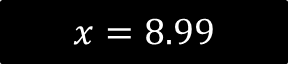 x = 8.99